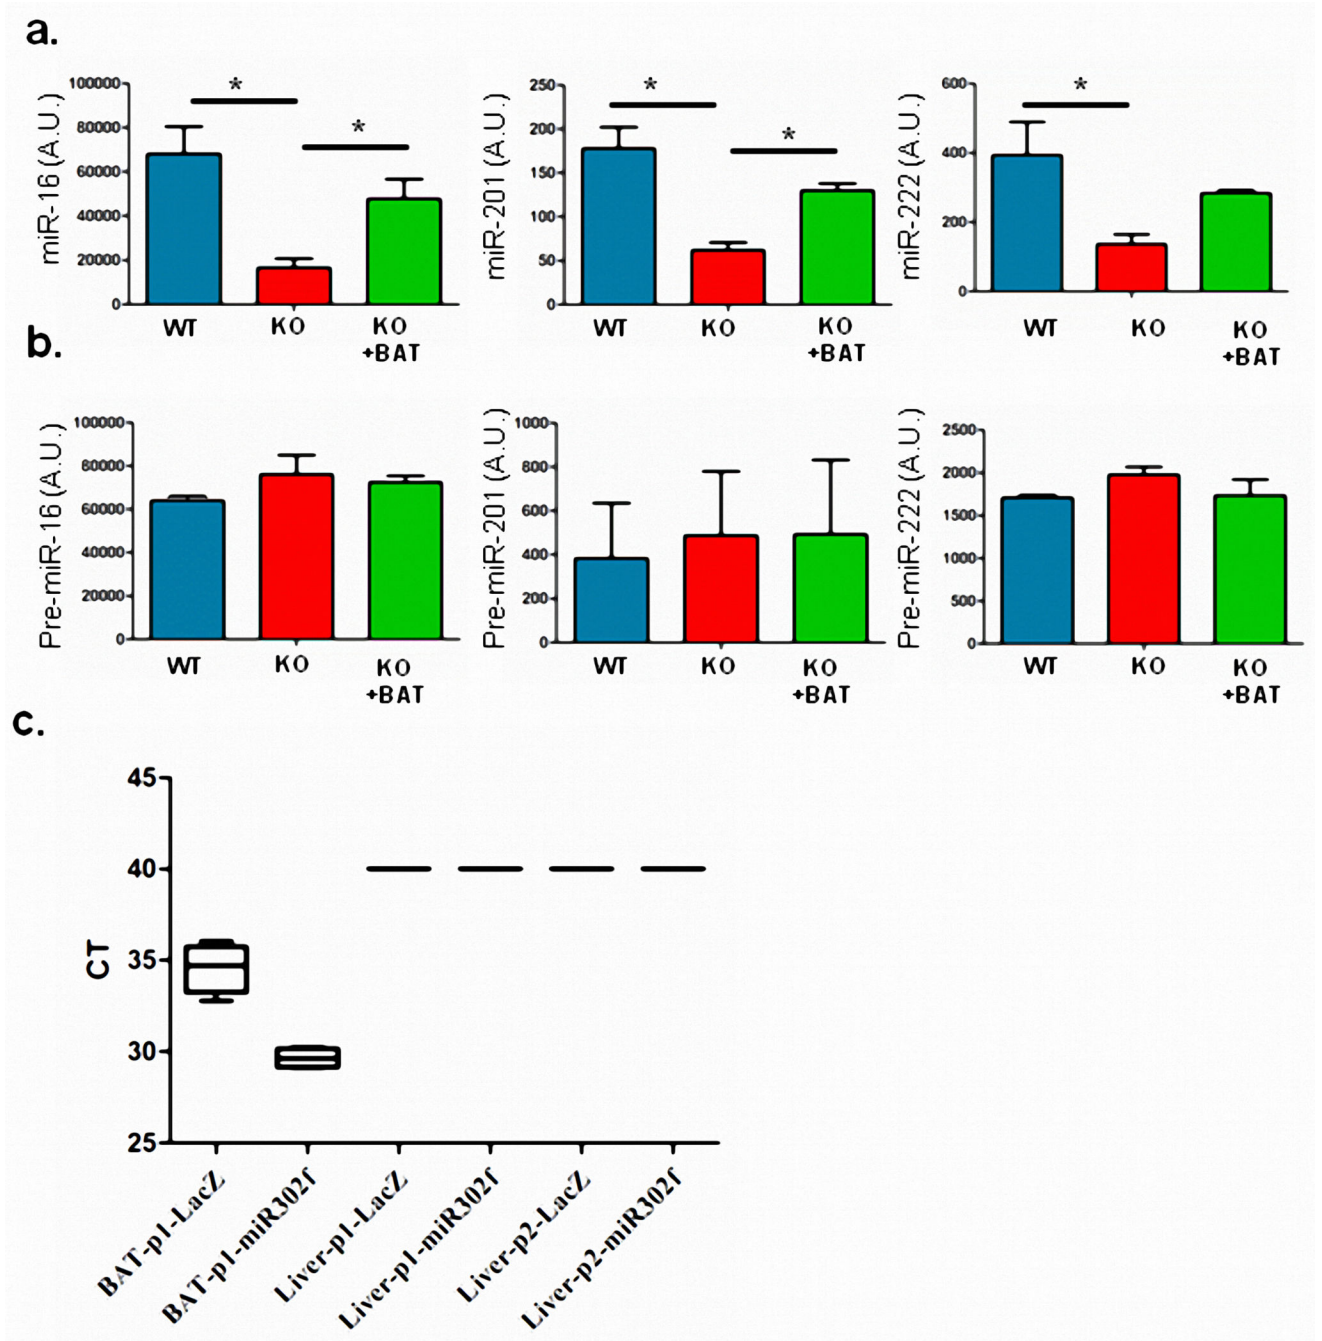 a.
miR-16 (A.U.)
100000
80000
60000
40000
20000
0
*
*
WT
KO
KO
+BAT
miR-201 (A.U.)
250
200
150
100
50
0
*
*
WT
KO
KO
+BAT
miR-222 (A.U.)
600
400
200
0
*
WT
KO
KO
+BAT
b.
Pre-miR-16 (A.U.)
100000
80000
60000
40000
20000
0
WT
KO
KO
+BAT
Pre-miR-201 (A.U.)
1000
800
600
400
200
0
WT
KO
KO
+BAT
Pre-miR-222 (A.U.)
2500
2000
1500
1000
500
0
WT
KO
KO
+BAT
c.
CT
45
40
35
30
25
BAT-p1-LacZ
BAT-p1-miR302f
Liver-p1-LacZ
Liver-p1-miR302f
Liver-p2-LacZ
Liver-p2-miR302f